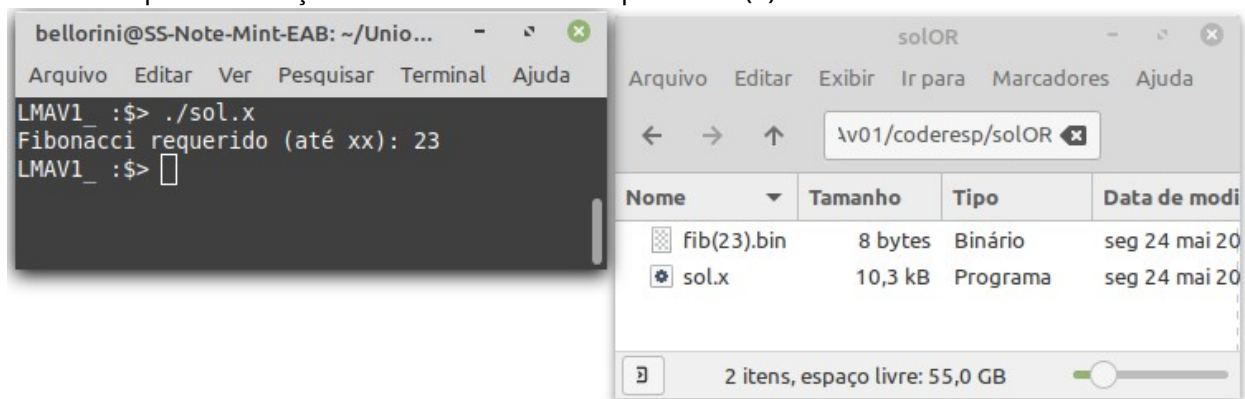 bellorini@SS-Note-Mint-EAB: ~/Unio...
Arquivo Editar Ver Pesquisar Terminal Ajuda
LMAV1_ :$> ./sol.x
Fibonacci requerido (até xx): 23
LMAV1_ :$>
solOR
Arquivo Editar Exibir Ir para Marcadores Ajuda
Av01/coderesp/solOR
Nome Tamanho Tipo Data de modi
fib(23).bin 8 bytes Binário seg 24 mai 20
sol.x 10,3 kB Programa seg 24 mai 20
2 itens, espaço livre: 55,0 GB